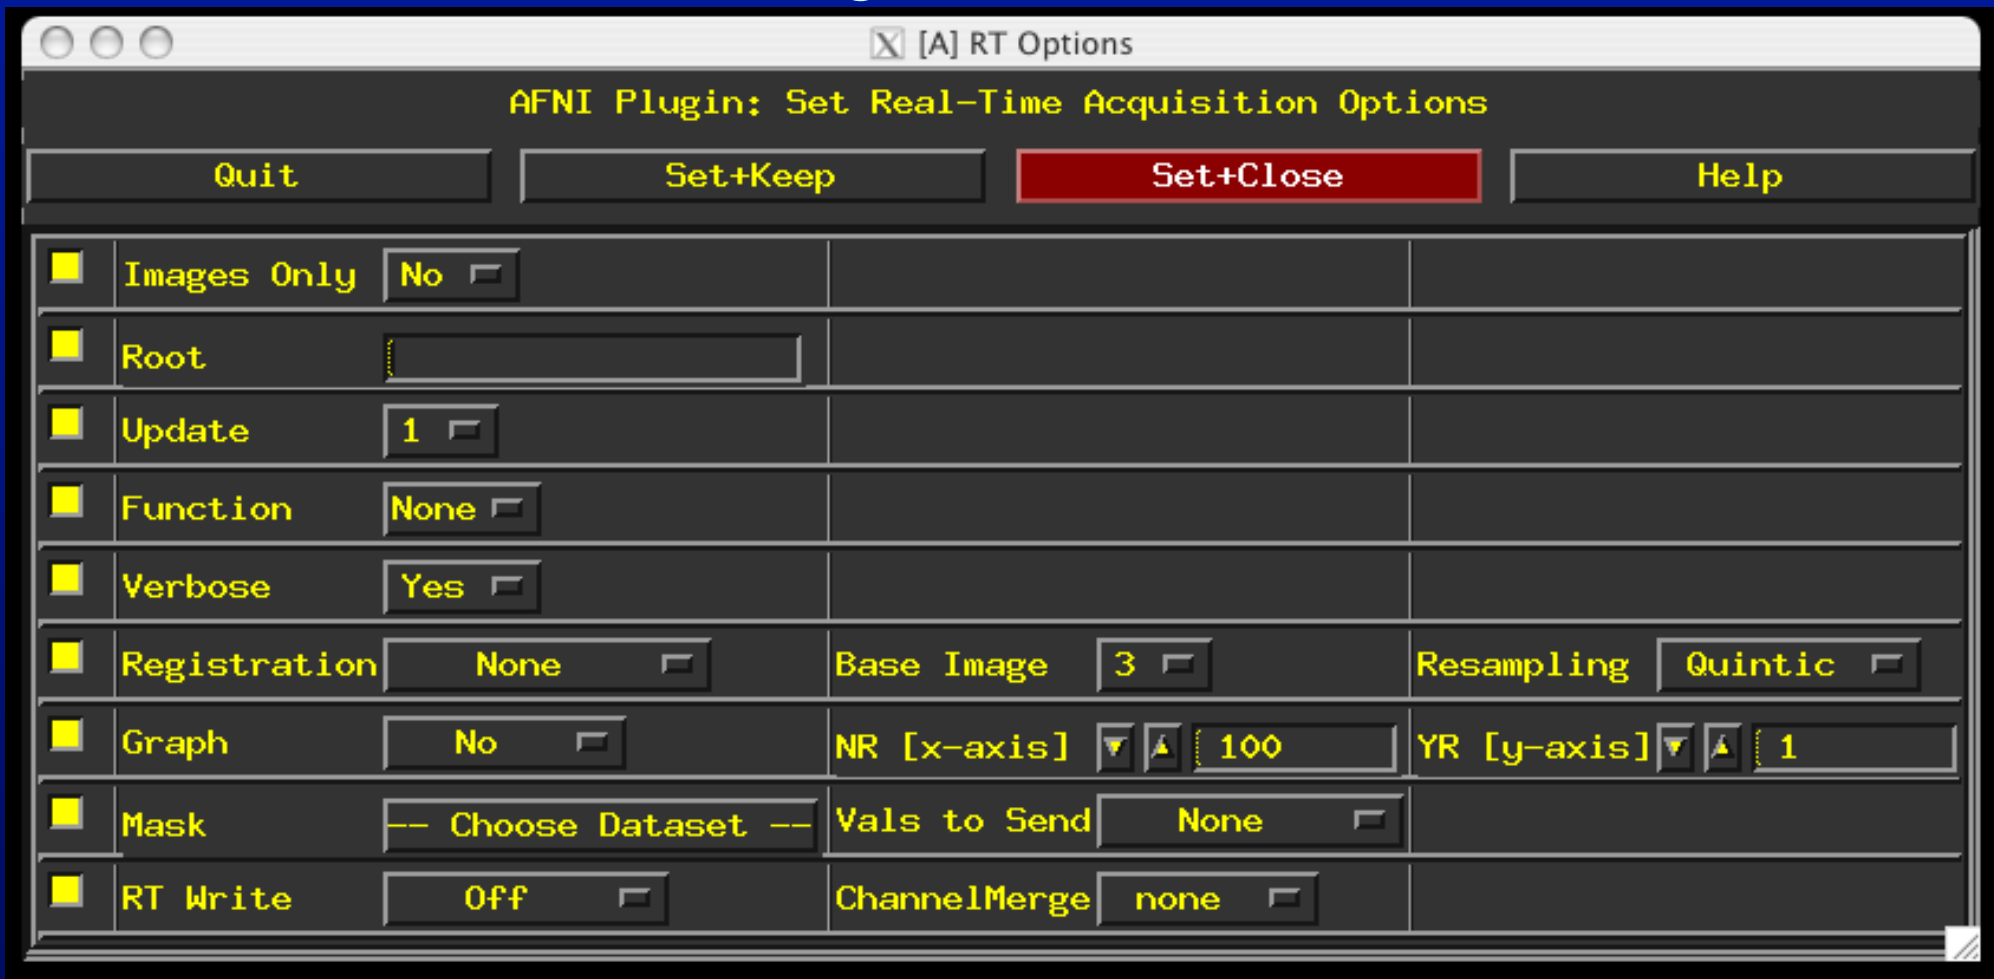 [A] RT Options
AFNI Plugin: Set Real-Time Acquisition Options
Quit Set+Keep Set+Close Help
Images Only No
Root
Update 1
Function None
Verbose Yes
Registration None Base Image 3 Resampling Quintic
Graph No NR [x-axis] 100 YR [y-axis] 1
Mask -- Choose Dataset -- Vals to Send None
RT Write Off ChannelMerge none